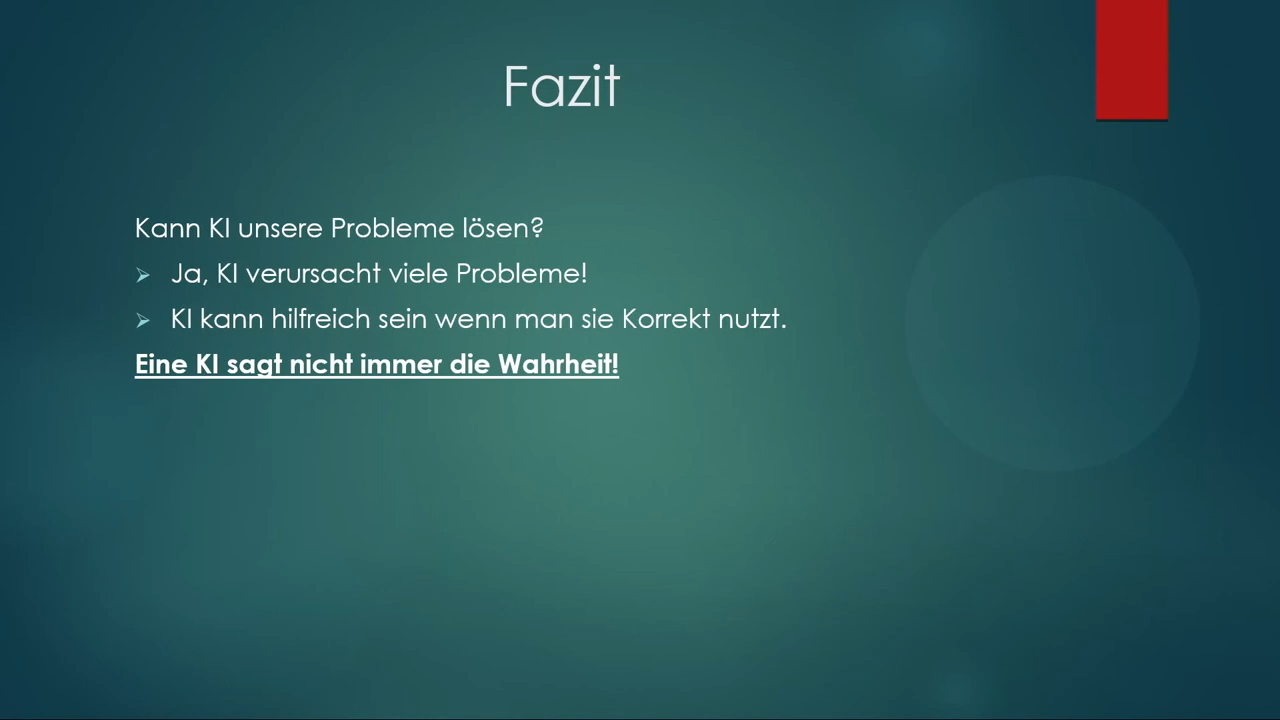 Fazit
Kann KI unsere Probleme lösen?
Ja, KI verursacht viele Probleme!
KI kann hilfreich sein wenn man sie Korrekt nutzt.
Eine KI sagt nicht immer die Wahrheit!